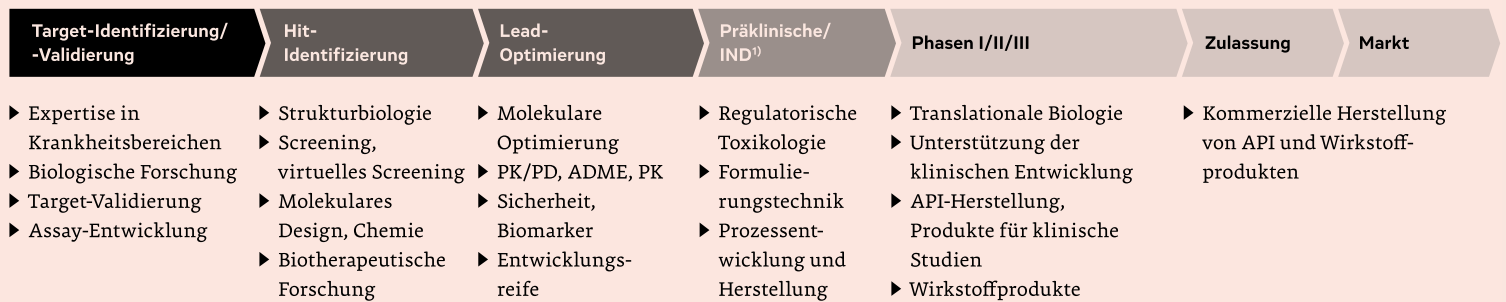 Target-Identifizierung/
-Validierung
Hit-
Identifizierung
Lead-
Optimierung
Präklinische/
IND¹⁾
Phasen I/II/III
Zulassung
Markt
Expertise in
Krankheitsbereichen
Biologische Forschung
Target-Validierung
Assay-Entwicklung
Strukturbiologie
Screening,
virtuelles Screening
Molekulares
Design, Chemie
Biotherapeutische
Forschung
Molekulare
Optimierung
PK/PD, ADME, PK
Sicherheit,
Biomarker
Entwicklungs-
reife
Regulatorische
Toxikologie
Formulie-
rungstechnik
Prozessent-
wicklung und
Herstellung
Translationale Biologie
Unterstützung der
klinischen Entwicklung
API-Herstellung,
Produkte für klinische
Studien
Wirkstoffprodukte
Kommerzielle Herstellung
von API und Wirkstoff-
produkten